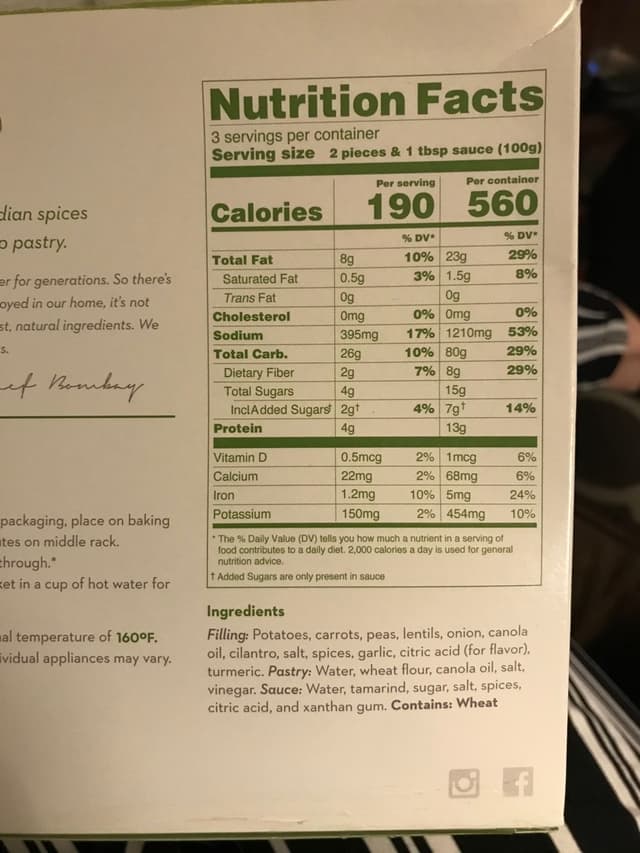 Nutrition Facts
3 servings per container
Serving size 2 pieces & 1 tbsp sauce (100g)
Per serving Per container
Calories 190 560
% DV* % DV*
Total Fat 8g 10% 23g 29%
Saturated Fat 0.5g 3% 1.5g 8%
Trans Fat 0g 0g
Cholesterol 0mg 0% 0mg 0%
Sodium 395mg 17% 1210mg 53%
Total Carb. 26g 10% 80g 29%
Dietary Fiber 2g 7% 8g 29%
Total Sugars 4g 15g
InclAdded Sugars† 2g† 4% 7g† 14%
Protein 4g 13g
Vitamin D 0.5mcg 2% 1mcg 6%
Calcium 22mg 2% 68mg 6%
Iron 1.2mg 10% 5mg 24%
Potassium 150mg 2% 454mg 10%
* The % Daily Value (DV) tells you how much a nutrient in a serving of
food contributes to a daily diet. 2,000 calories a day is used for general
nutrition advice.
† Added Sugars are only present in sauce
Ingredients
Filling: Potatoes, carrots, peas, lentils, onion, canola
oil, cilantro, salt, spices, garlic, citric acid (for flavor),
turmeric. Pastry: Water, wheat flour, canola oil, salt,
vinegar. Sauce: Water, tamarind, sugar, salt, spices,
citric acid, and xanthan gum. Contains: Wheat
dian spices
o pastry.
er for generations. So there's
oyed in our home, it's not
st, natural ingredients. We
s.
ef Bombay
packaging, place on baking
utes on middle rack.
through.*
ket in a cup of hot water for
al temperature of 160ºF.
ividual appliances may vary.